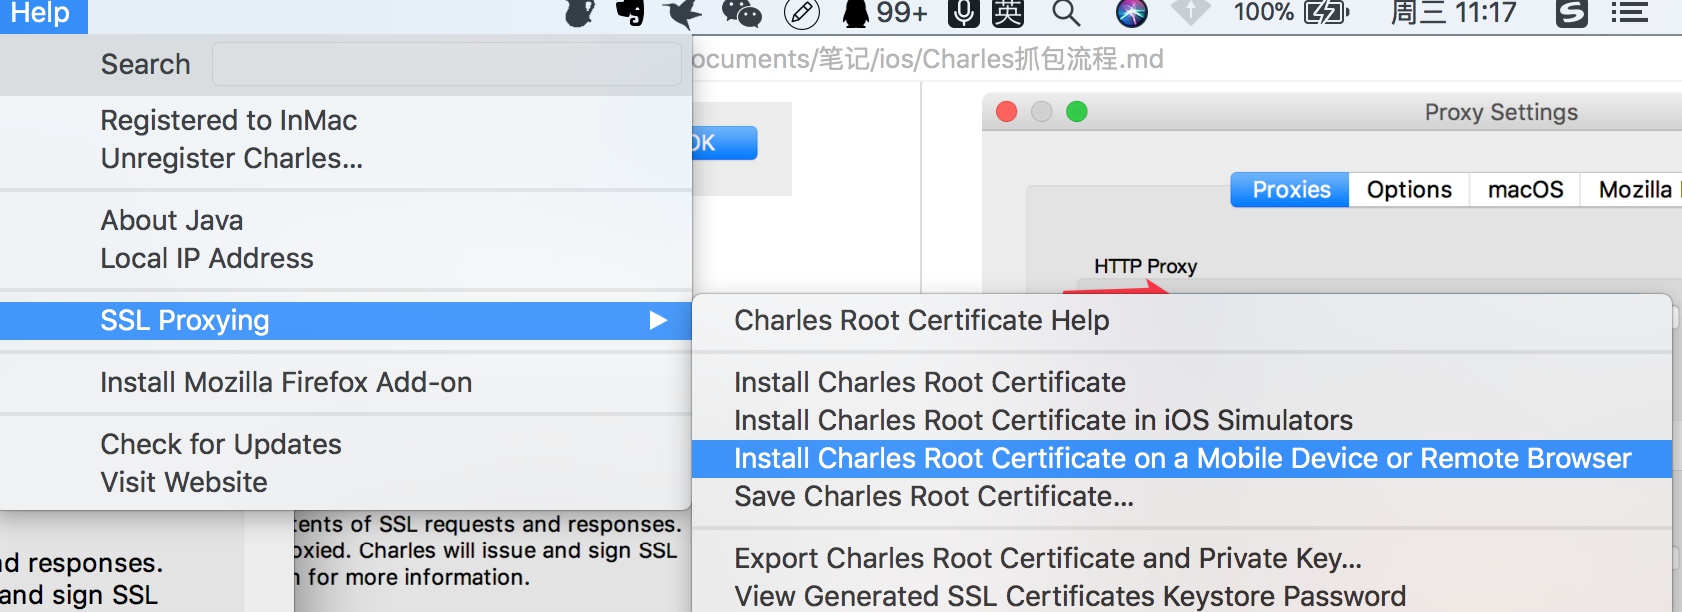 Help
99+
英
100%
周三 11:17
Search
ocuments/笔记/ios/Charles抓包流程.md
Registered to InMac
Unregister Charles...
OK
Proxy Settings
Proxies
Options
macOS
Mozilla
About Java
Local IP Address
HTTP Proxy
SSL Proxying
Charles Root Certificate Help
Install Mozilla Firefox Add-on
Install Charles Root Certificate
Install Charles Root Certificate in iOS Simulators
Check for Updates
Install Charles Root Certificate on a Mobile Device or Remote Browser
Visit Website
Save Charles Root Certificate...
tents of SSL requests and responses.
oxied. Charles will issue and sign SSL
n for more information.
Export Charles Root Certificate and Private Key...
View Generated SSL Certificates Keystore Password
nd responses.
and sign SSL